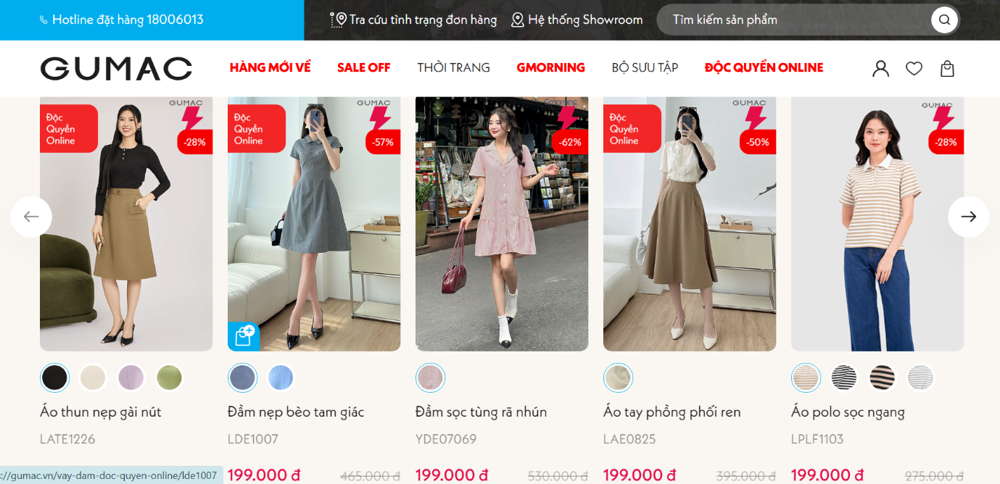 Hotline đặt hàng 18006013
Tra cứu tình trạng đơn hàng
Hệ thống Showroom
Tìm kiếm sản phẩm
GUMAC
HÀNG MỚI VỀ
SALE OFF
THỜI TRANG
GMORNING
BỘ SƯU TẬP
ĐỘC QUYỀN ONLINE
Độc
Quyền
Online
GUMAC
-28%
Độc
Quyền
Online
GUMAC
-57%
Gmorning
-62%
Độc
Quyền
Online
GUMAC
-50%
GUMAC
-28%
Áo thun nẹp gài nút
LATE1226
Đầm nẹp bèo tam giác
LDE1007
199.000 đ
465.000 đ
Đầm sọc tùng rã nhún
YDE07069
199.000 đ
530.000 đ
Áo tay phồng phối ren
LAE0825
199.000 đ
395.000 đ
Áo polo sọc ngang
LPLF1103
199.000 đ
275.000 đ
s://gumac.vn/vay-dam-doc-quyen-online/lde1007